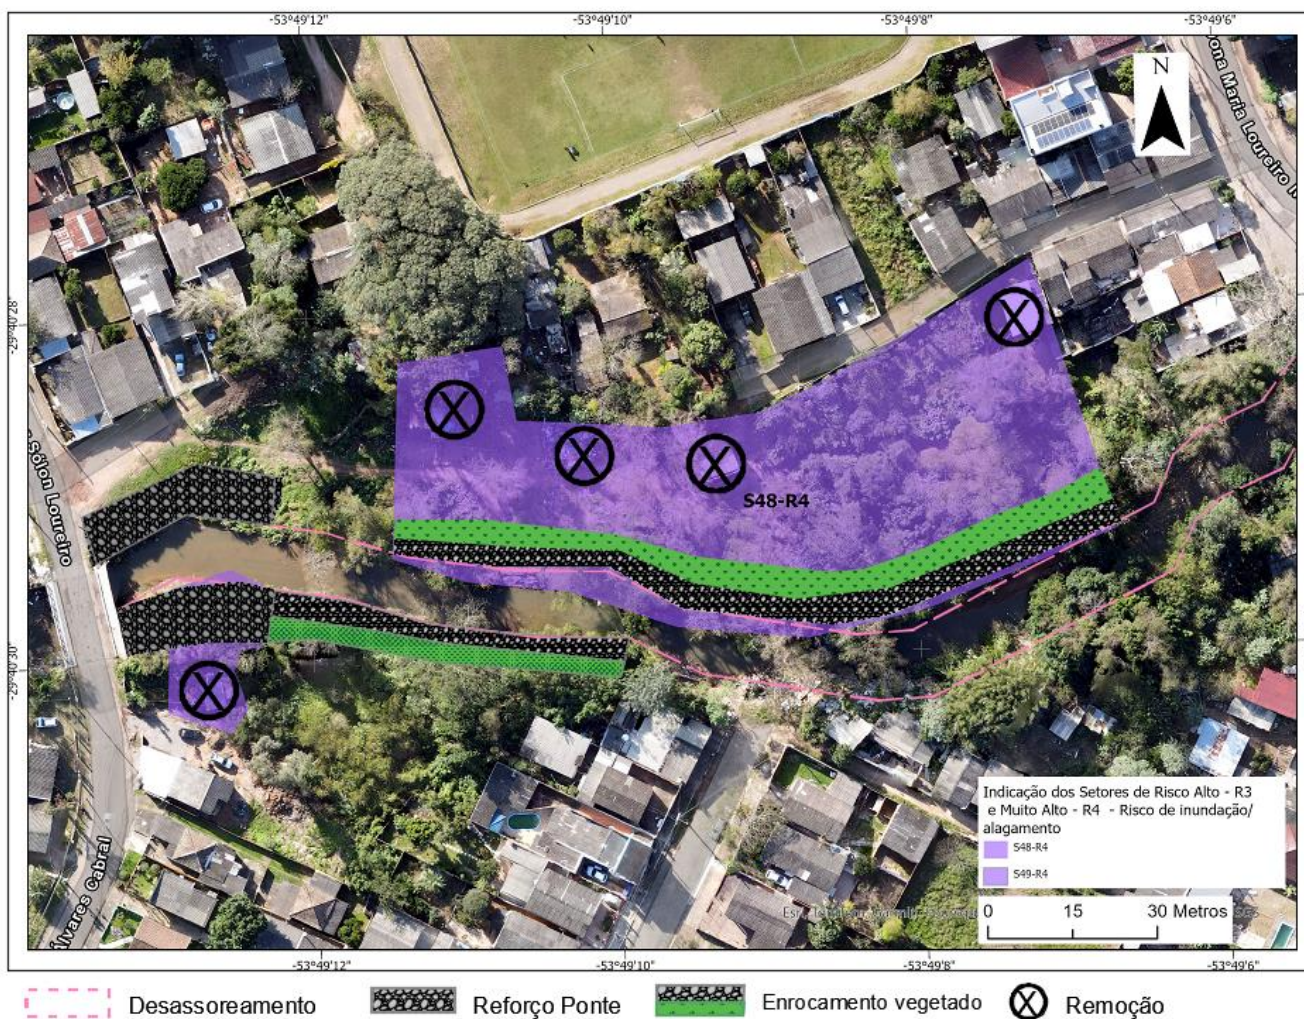 -53°49'12"
-53°49'10"
-53°49'8"
-53°49'6"
N
-29°40'28"
-29°40'30"
Sólon Loureiro
Álvares Cabral
Maria Loureiro
S48-R4
Indicação dos Setores de Risco Alto - R3
e Muito Alto - R4 - Risco de inundação/
alagamento
S48-R4
S49-R4
0 15 30 Metros
-53°49'12"
-53°49'10"
-53°49'8"
-53°49'6"
Desassoreamento
Reforço Ponte
Enrocamento vegetado
Remoção